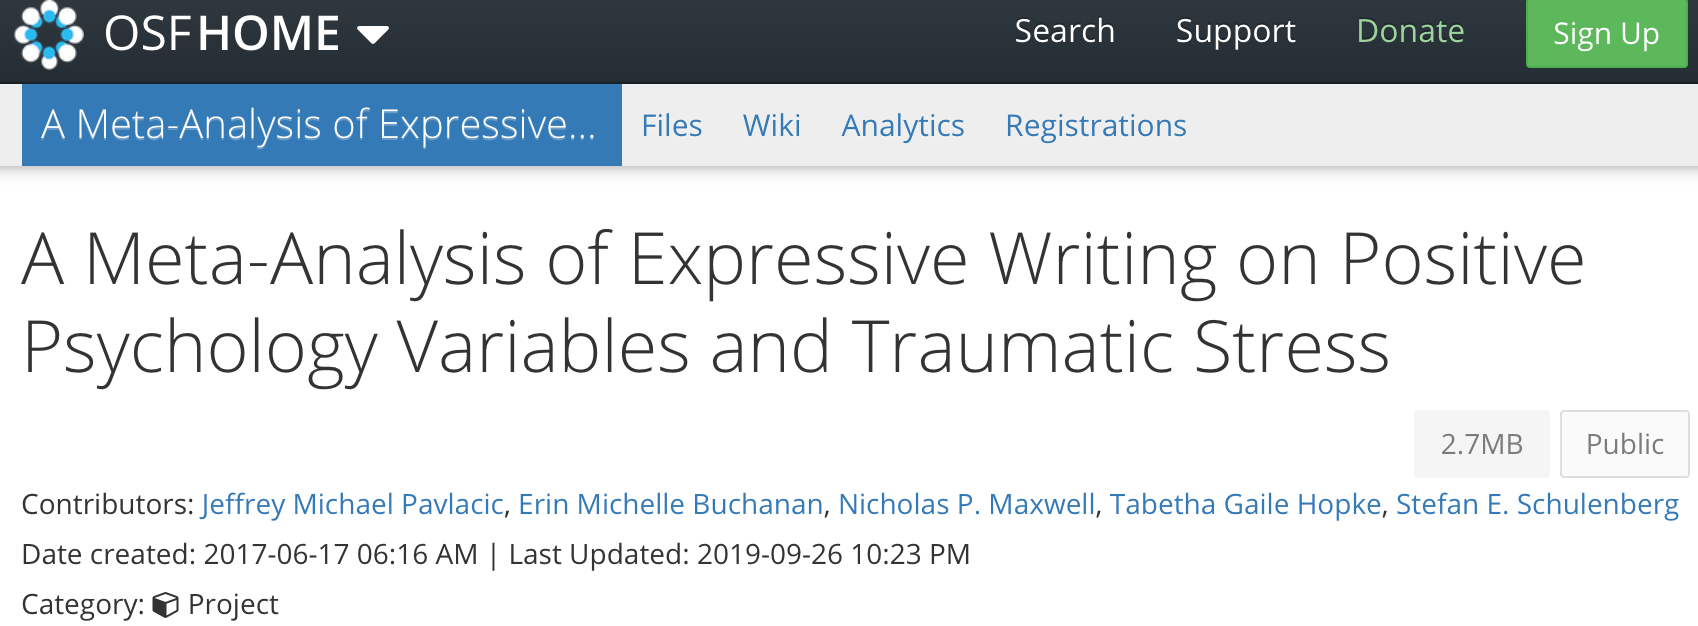 OSFHOME
Search Support Donate Sign Up
A Meta-Analysis of Expressive... Files Wiki Analytics Registrations
A Meta-Analysis of Expressive Writing on Positive
Psychology Variables and Traumatic Stress
2.7MB Public
Contributors: Jeffrey Michael Pavlacic, Erin Michelle Buchanan, Nicholas P. Maxwell, Tabetha Gaile Hopke, Stefan E. Schulenberg
Date created: 2017-06-17 06:16 AM | Last Updated: 2019-09-26 10:23 PM
Category: Project